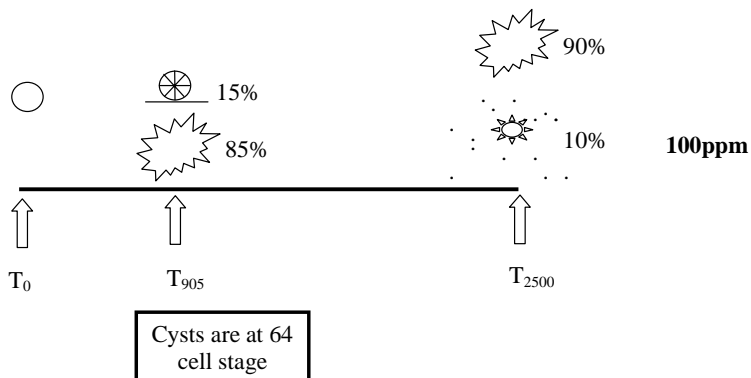 90%
15%
85%
10%
100ppm
T0
T905
T2500
Cysts are at 64
cell stage